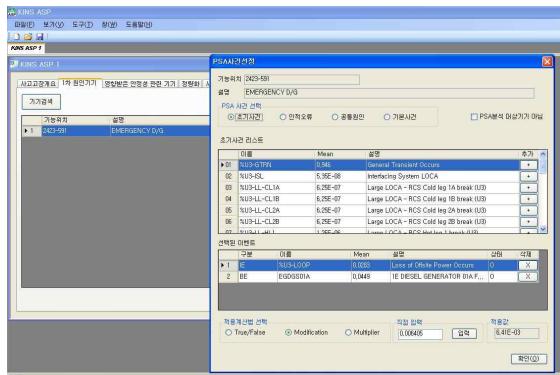 KINS ASP
파일(F) 보기(V) 도구(T) 창(W) 도움말(H)
KINS ASP 1
KINS ASP 1
사고고장개요 1차 원인기기 영향받은 안정성 관련 기기 정량화
기기검색
기능위치 설명
1 2423-591 EMERGENCY D/G
PSA사건선정
기능위치 2423-591
설명 EMERGENCY D/G
PSA 사건 선택
초기사건 인적오류 공통원인 기본사건 PSA분석 대상기기 아님
초기사건 리스트
이름 Mean 설명 추가
01 %U3-GTRN 0,946 General Transient Occurs +
02 %U3-ISL 5,35E-08 Interfacing System LOCA +
03 %U3-LL-CL1A 6,25E-07 Large LOCA - RCS Cold leg 1A break (U3) +
04 %U3-LL-CL1B 6,25E-07 Large LOCA - RCS Cold leg 1B break (U3) +
05 %U3-LL-CL2A 6,25E-07 Large LOCA - RCS Cold leg 2A break (U3) +
06 %U3-LL-CL2B 6,25E-07 Large LOCA - RCS Cold leg 2B break (U3) +
선택된 이벤트
구분 이름 Mean 설명 상태 삭제
1 IE %U3-LOOP Loss of Offsite Power Occurs 0 X
2 BE EGDGS01A 0,0449 1E DIESEL GENERATOR 01A F... 0 X
적용계산법 선택 직접 입력 적용값
True/False Modification Multiplier 0,006405 입력 6,41E-03
확인(O)